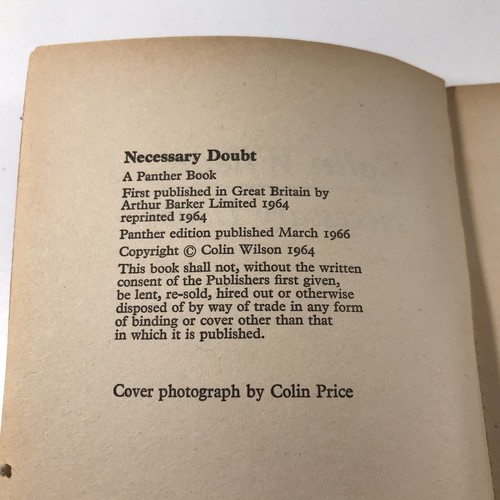 Necessary Doubt
A Panther Book
First published in Great Britain by
Arthur Barker Limited 1964
reprinted 1964
Panther edition published March 1966
Copyright © Colin Wilson 1964
This book shall not, without the written
consent of the Publishers first given,
be lent, re-sold, hired out or otherwise
disposed of by way of trade in any form
of binding or cover other than that
in which it is published.
Cover photograph by Colin Price